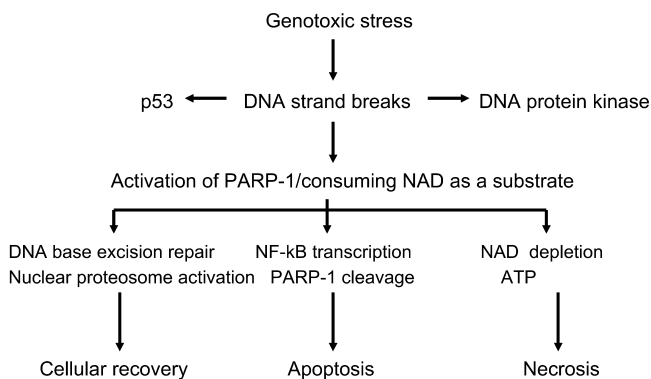 Genotoxic stress
p53
DNA strand breaks
DNA protein kinase
Activation of PARP-1/consuming NAD as a substrate
DNA base excision repair
Nuclear proteosome activation
NF-kB transcription
PARP-1 cleavage
NAD depletion
ATP
Cellular recovery
Apoptosis
Necrosis